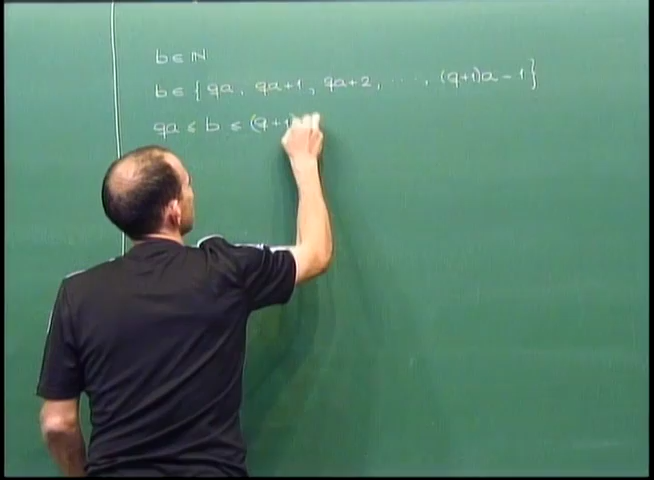 b ∈ ℕ
b ∈ { qa, qa+1, qa+2, ..., (q+1)a-1 }
qa ≤ b ≤ (q+1)